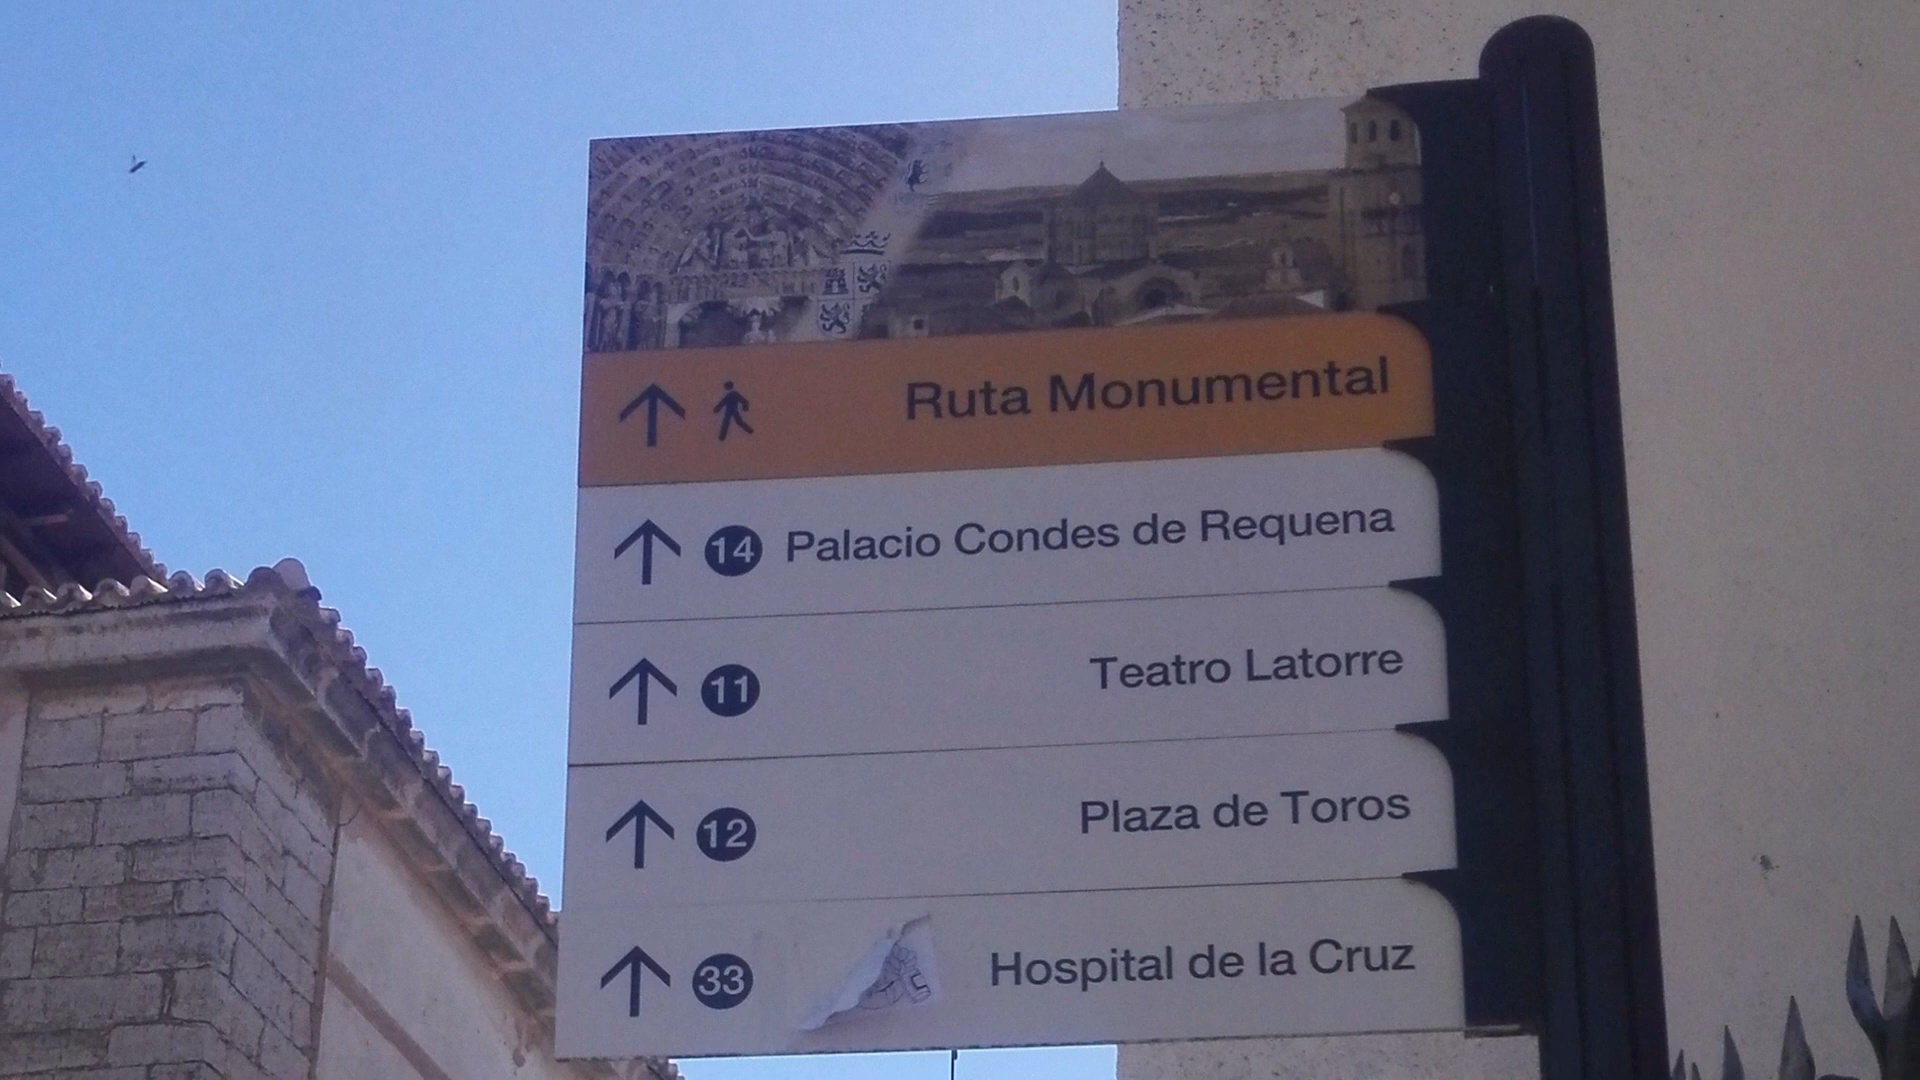 Ruta Monumental
14 Palacio Condes de Requena
11 Teatro Latorre
12 Plaza de Toros
33 Hospital de la Cruz